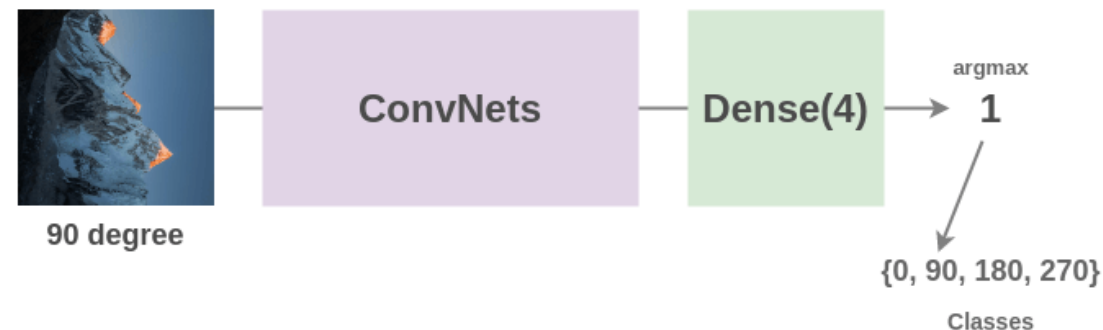 90 degree
ConvNets
Dense(4)
argmax
1
{0, 90, 180, 270}
Classes